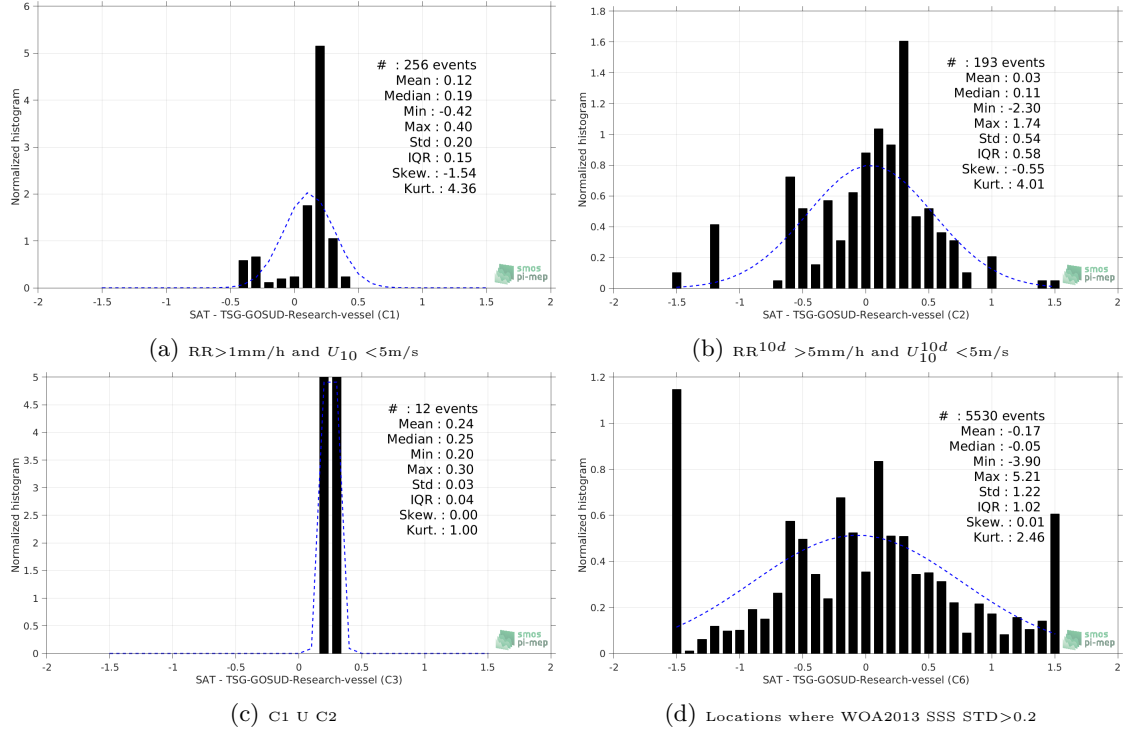 6
5
4
3
2
1
0
Normalized histogram
# : 256 events
Mean : 0.12
Median : 0.19
Min : -0.42
Max : 0.40
Std : 0.20
IQR : 0.15
Skew. : -1.54
Kurt. : 4.36
smos
pi-mep
-2 -1.5 -1 -0.5 0 0.5 1 1.5 2
SAT - TSG-GOSUD-Research-vessel (C1)
(a) RR>1mm/h and U10 <5m/s
1.8
1.6
1.4
1.2
1
0.8
0.6
0.4
0.2
0
Normalized histogram
# : 193 events
Mean : 0.03
Median : 0.11
Min : -2.30
Max : 1.74
Std : 0.54
IQR : 0.58
Skew. : -0.55
Kurt. : 4.01
smos
pi-mep
-2 -1.5 -1 -0.5 0 0.5 1 1.5 2
SAT - TSG-GOSUD-Research-vessel (C2)
(b) RR10d >5mm/h and U10d10 <5m/s
5
4.5
4
3.5
3
2.5
2
1.5
1
0.5
0
Normalized histogram
# : 12 events
Mean : 0.24
Median : 0.25
Min : 0.20
Max : 0.30
Std : 0.03
IQR : 0.04
Skew. : 0.00
Kurt. : 1.00
smos
pi-mep
-2 -1.5 -1 -0.5 0 0.5 1 1.5 2
SAT - TSG-GOSUD-Research-vessel (C3)
(c) C1 U C2
1.2
1
0.8
0.6
0.4
0.2
0
Normalized histogram
# : 5530 events
Mean : -0.17
Median : -0.05
Min : -3.90
Max : 5.21
Std : 1.22
IQR : 1.02
Skew. : 0.01
Kurt. : 2.46
smos
pi-mep
-2 -1.5 -1 -0.5 0 0.5 1 1.5 2
SAT - TSG-GOSUD-Research-vessel (C6)
(d) Locations where WOA2013 SSS STD>0.2